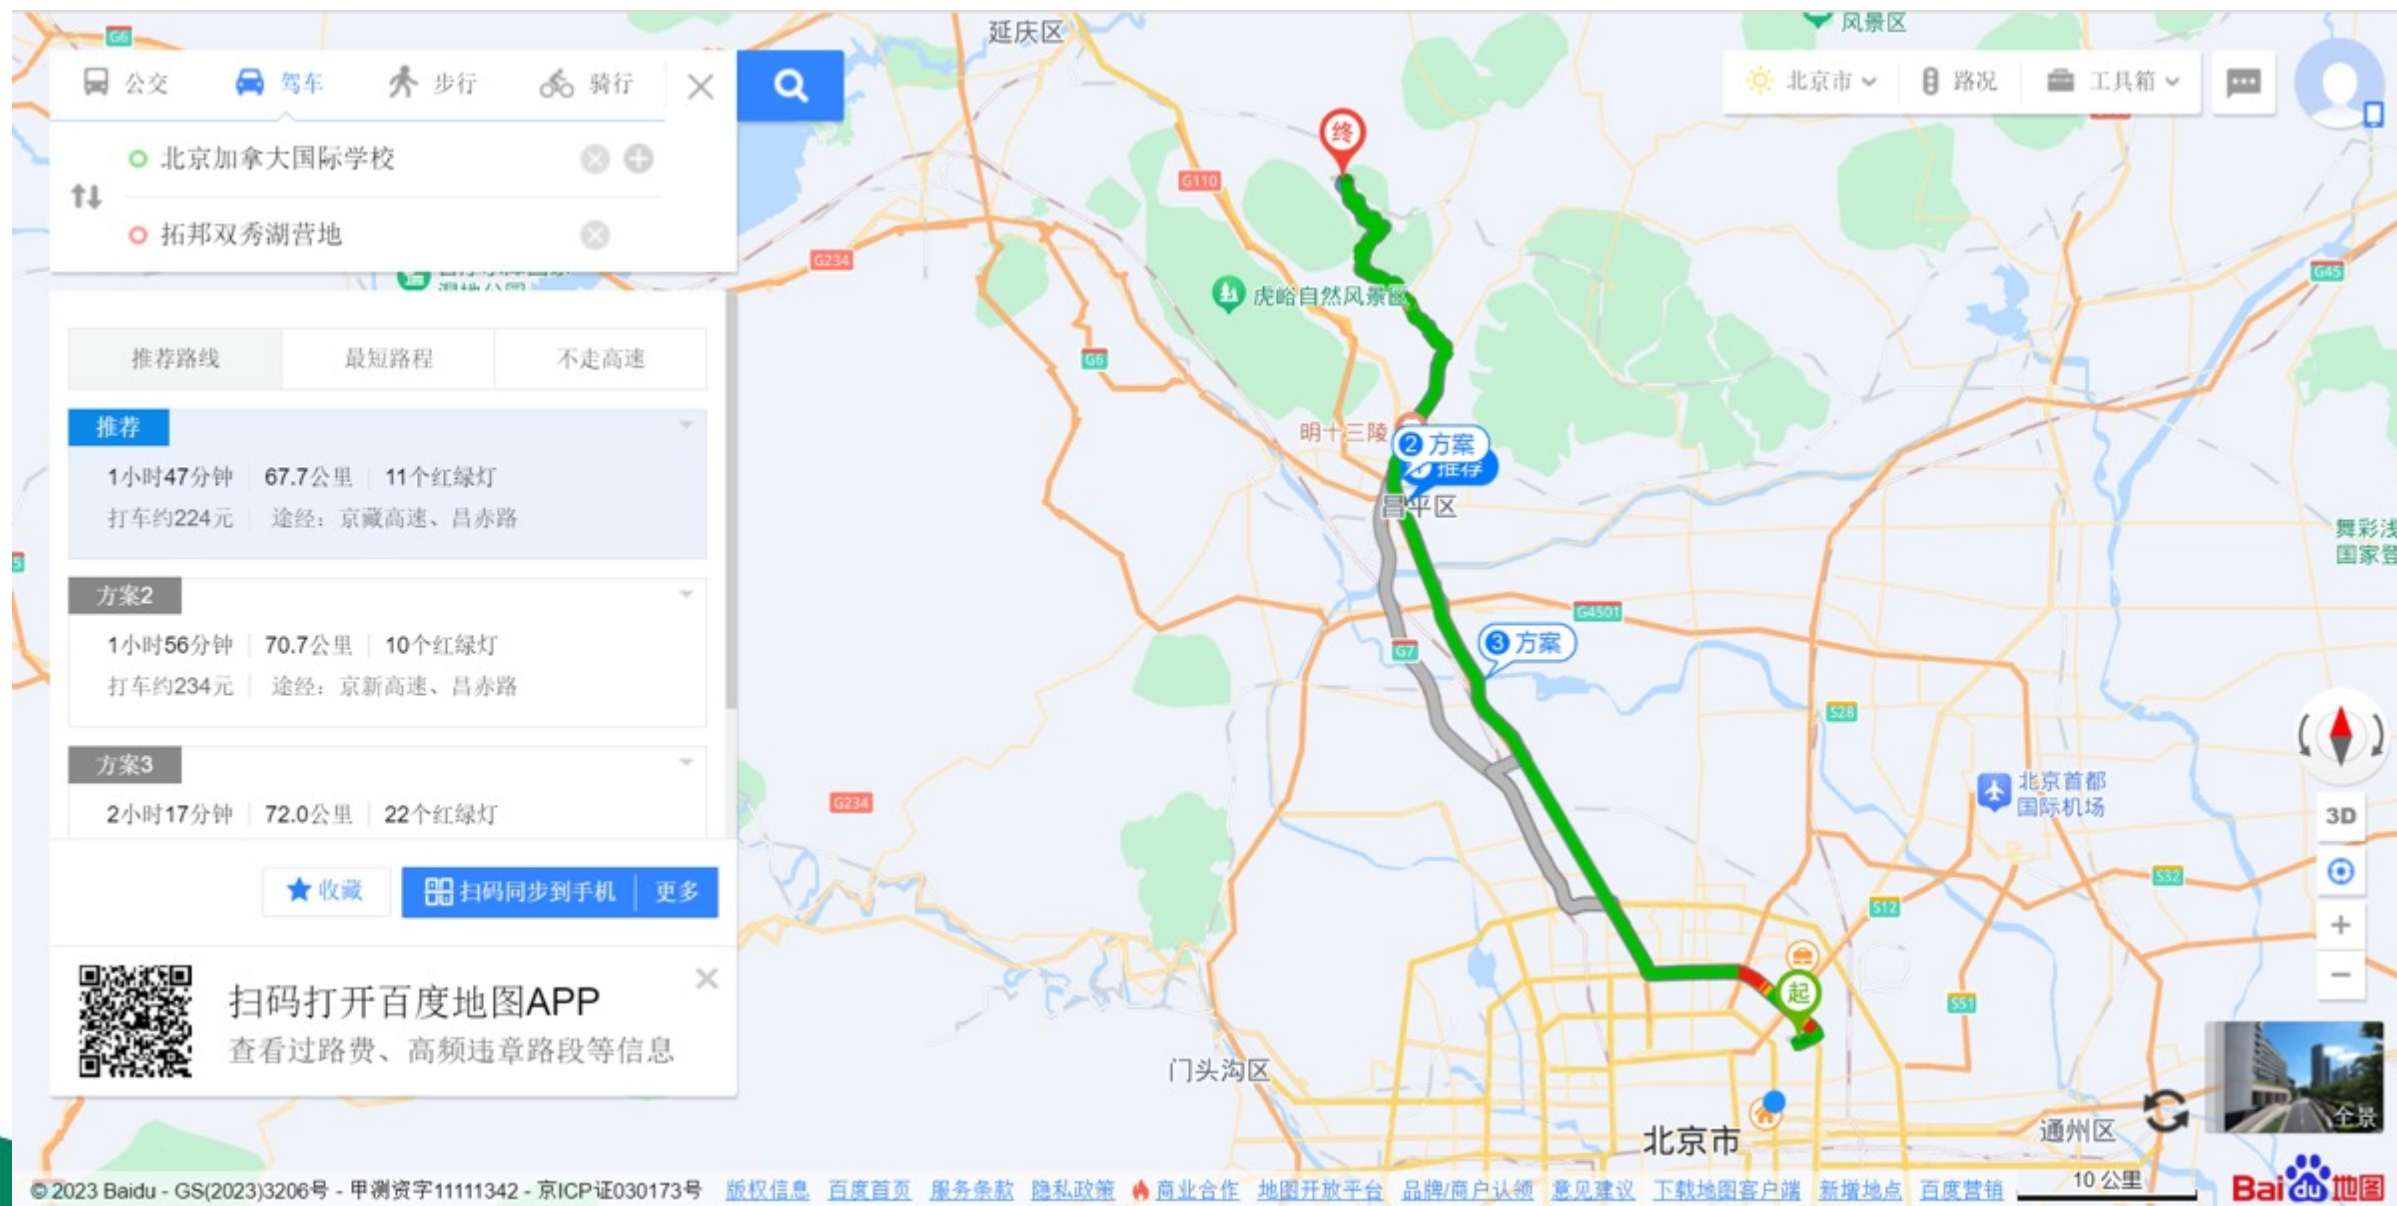 G6
延庆区
风景区
公交 驾车 步行 骑行
北京市 路况 工具箱
北京加拿大国际学校
拓邦双秀湖营地
终
G110
G234
G45
虎峪自然风景区
推荐路线 最短路程 不走高速
G6
推荐
1小时47分钟 67.7公里 11个红绿灯
打车约224元 途经：京藏高速、昌赤路
明十三陵
2 方案
推荐
昌平区
舞彩浅
国家登
方案2
1小时56分钟 70.7公里 10个红绿灯
打车约234元 途经：京新高速、昌赤路
G4501
G7
3 方案
S28
方案3
2小时17分钟 72.0公里 22个红绿灯
G234
北京首都
国际机场
3D
收藏 扫码同步到手机 更多
S32
S12
扫码打开百度地图APP
查看过路费、高频违章路段等信息
起
S51
门头沟区
北京市
通州区
全景
© 2023 Baidu - GS(2023)3206号 - 甲测资字11111342 - 京ICP证030173号 版权信息 百度首页 服务条款 隐私政策 商业合作 地图开放平台 品牌/商户认领 意见建议 下载地图客户端 新增地点 百度营销
10 公里
Bai du 地图